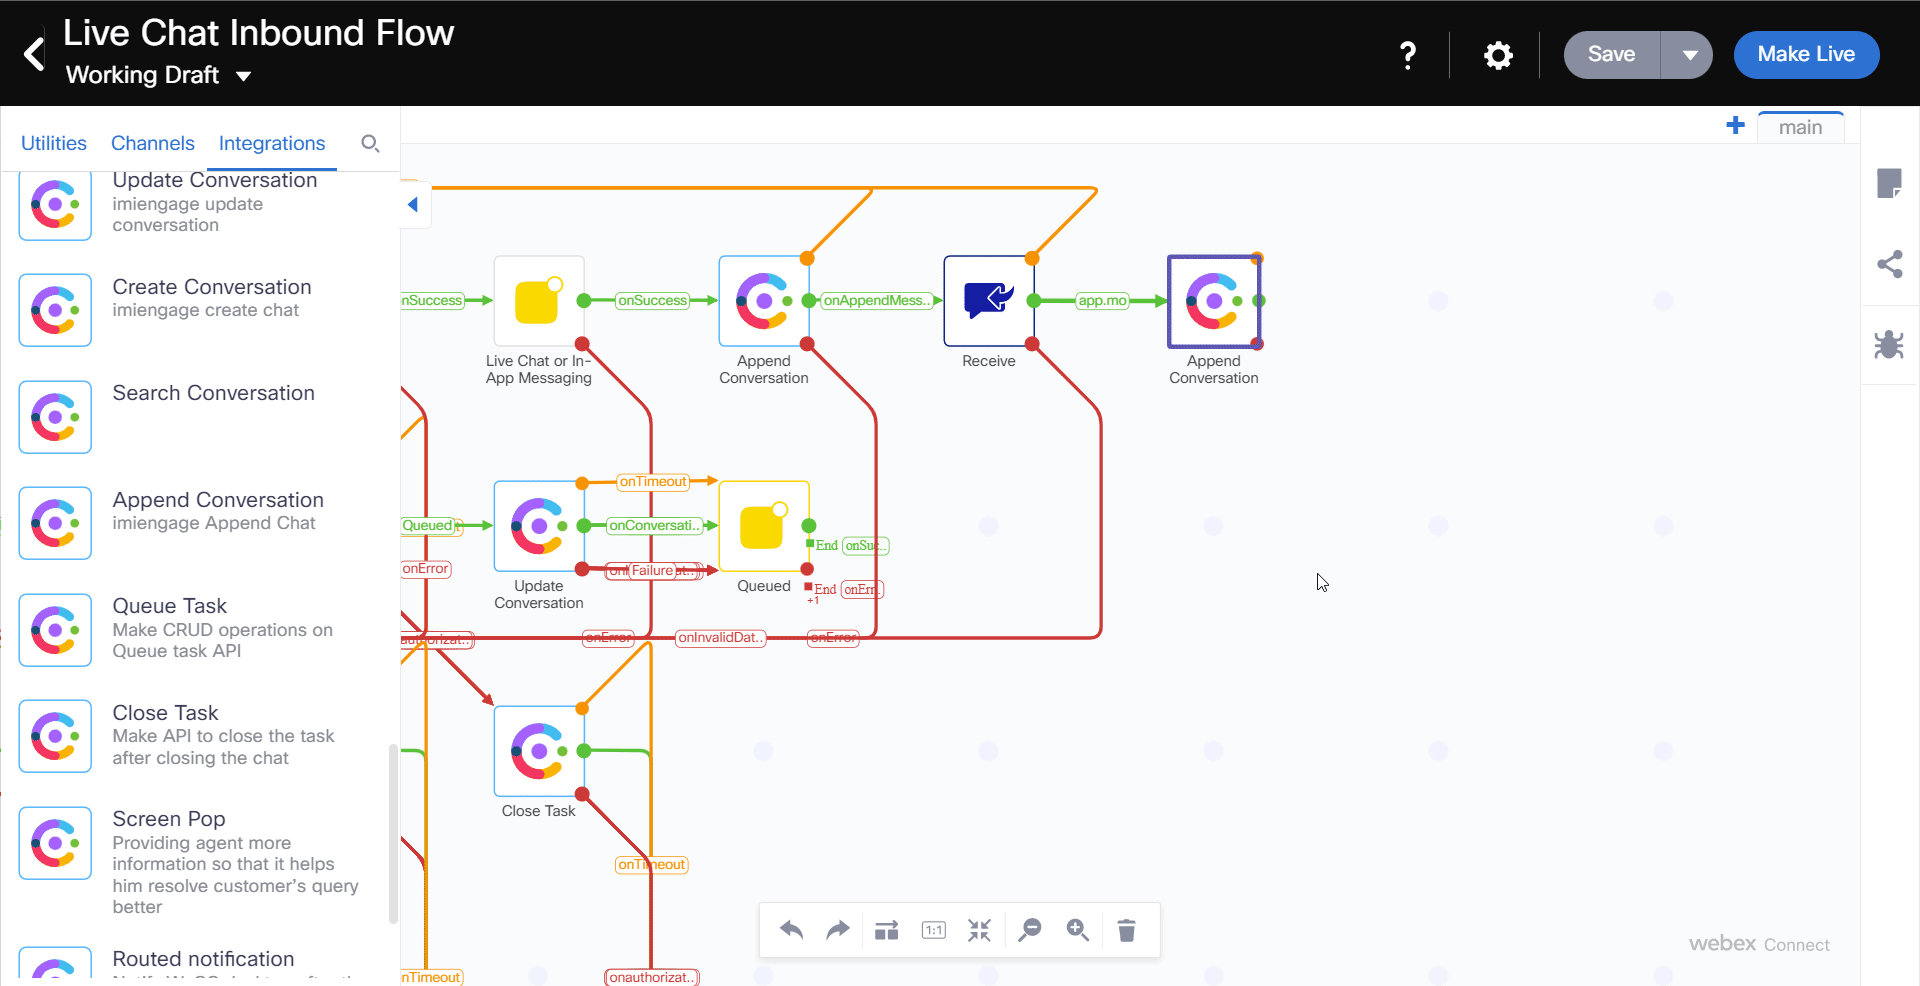 Live Chat Inbound Flow
Working Draft
?
Save
Make Live
Utilities
Channels
Integrations
main
Update Conversation
imiengage update
conversation
Create Conversation
imiengage create chat
Search Conversation
Append Conversation
imiengage Append Chat
Queue Task
Make CRUD operations on
Queue task API
Close Task
Make API to close the task
after closing the chat
Screen Pop
Providing agent more
information so that it helps
him resolve customer's query
better
Routed notification
nSuccess
onSuccess
onAppendMess..
app.mo
Live Chat or In-
App Messaging
Append
Conversation
Receive
Append
Conversation
onTimeout
Queued
onConversati..
End onSuc..
onError
Failure
Update
Conversation
Queued
End onErr..
+1
onError
onInvalidDat..
onError
Close Task
onTimeout
nTimeout
onauthorizat..
1:1
webex Connect